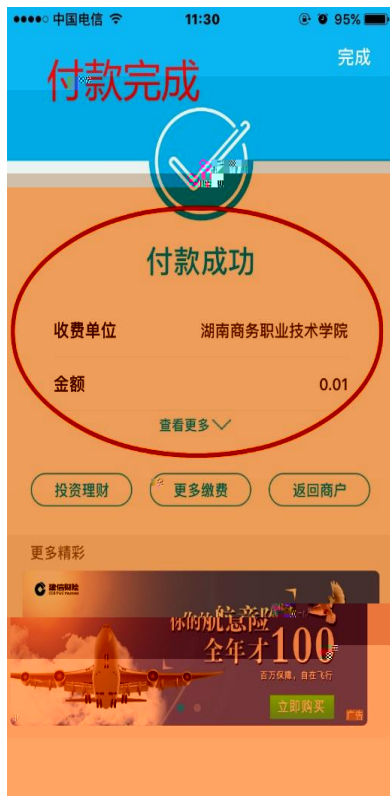 中国电信 11:30 95%
完成
付款完成
付款成功
收费单位 湖南商务职业技术学院
金额 0.01
查看更多
投资理财 更多缴费 返回商户
更多精彩
建信财险
你的航意意险
全年才100
百万保障，自在飞行
立即购买
广告